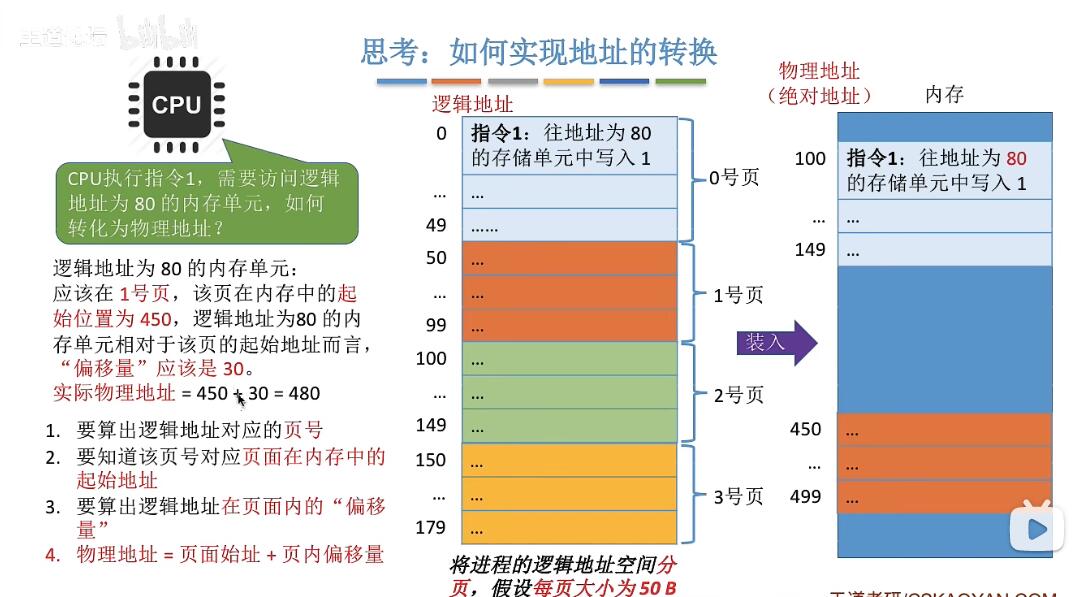 王道论坛 bilibili
思考：如何实现地址的转换
CPU
CPU执行指令1，需要访问逻辑
地址为 80 的内存单元，如何
转化为物理地址？
逻辑地址为 80 的内存单元：
应该在 1号页，该页在内存中的起
始位置为 450，逻辑地址为80 的内
存单元相对于该页的起始地址而言，
“偏移量”应该是 30。
实际物理地址 = 450 + 30 = 480
1. 要算出逻辑地址对应的页号
2. 要知道该页号对应页面在内存中的
起始地址
3. 要算出逻辑地址在页面内的“偏移
量”
4. 物理地址 = 页面始址 + 页内偏移量
逻辑地址
0 指令1：往地址为 80
的存储单元中写入 1
... ...
49 ......
0号页
50 ...
... ...
99 ...
1号页
100 ...
... ...
149 ...
2号页
150 ...
... ...
179 ...
3号页
将进程的逻辑地址空间分
页，假设每页大小为 50 B
装入
物理地址
（绝对地址）
内存
100 指令1：往地址为 80
的存储单元中写入 1
... ...
149 ...
450 ...
... ...
499 ...
王道考研/CSKAOYAN.COM